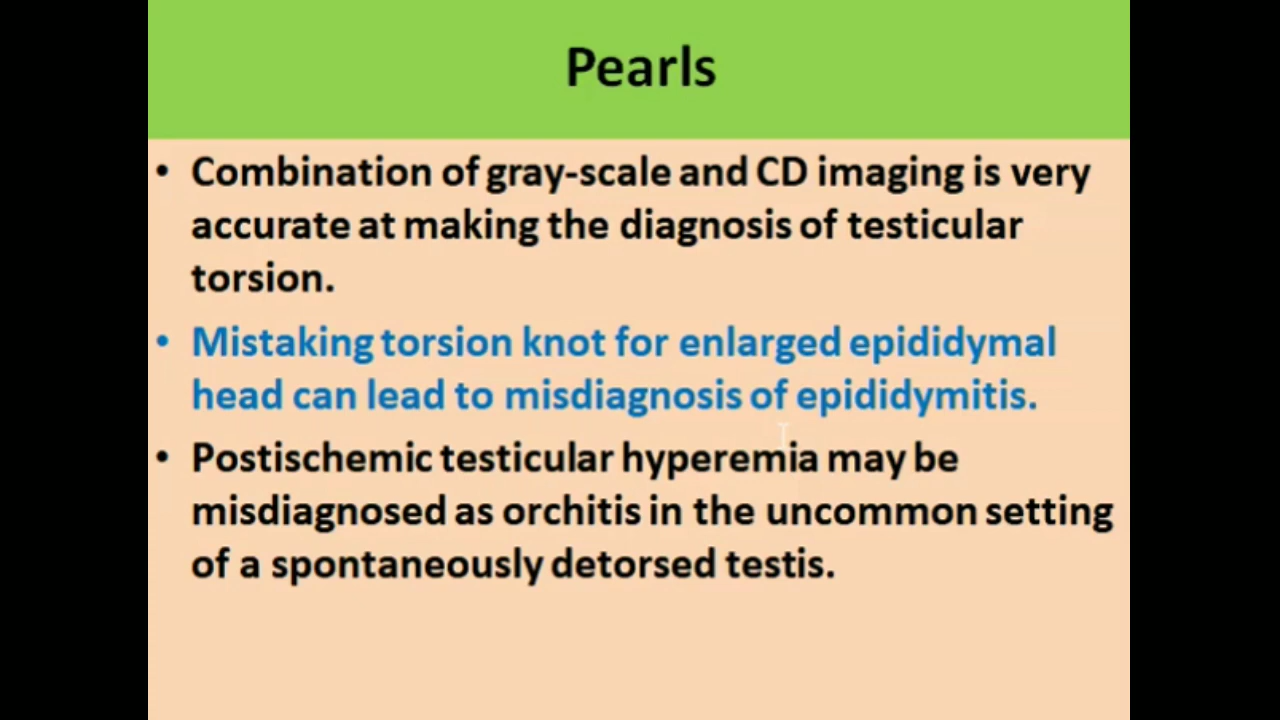 Pearls
• Combination of gray-scale and CD imaging is very
accurate at making the diagnosis of testicular
torsion.
• Mistaking torsion knot for enlarged epididymal
head can lead to misdiagnosis of epididymitis.
• Postischemic testicular hyperemia may be
misdiagnosed as orchitis in the uncommon setting
of a spontaneously detorsed testis.